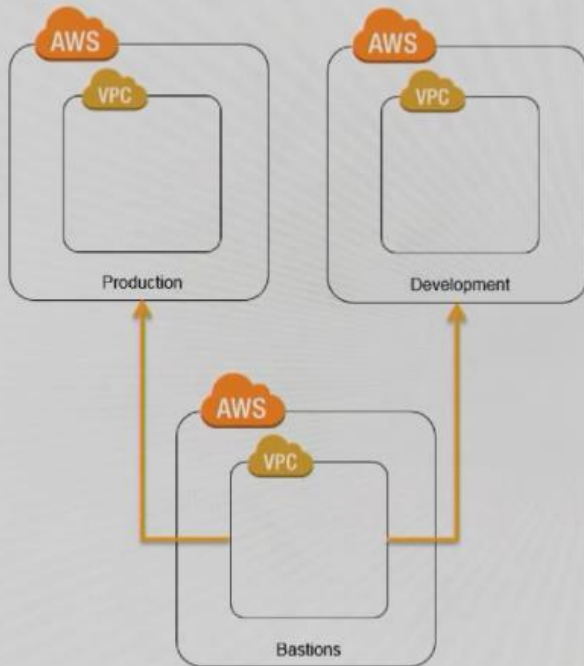 AWS
AWS
VPC
VPC
Production
Development
AWS
VPC
Bastions